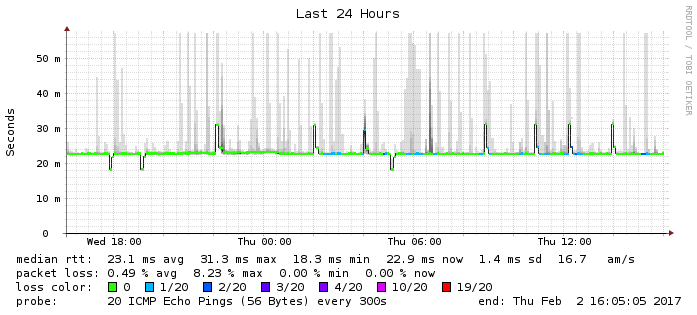 Last 24 Hours
RRDTOOL / TOBI OETIKER
Seconds
50 m
40 m
30 m
20 m
10 m
0
Wed 18:00 Thu 00:00 Thu 06:00 Thu 12:00
median rtt: 23.1 ms avg 31.3 ms max 18.3 ms min 22.9 ms now 1.4 ms sd 16.7 am/s
packet loss: 0.49 % avg 8.23 % max 0.00 % min 0.00 % now
loss color: 0 1/20 2/20 3/20 4/20 10/20 19/20
probe: 20 ICMP Echo Pings (56 Bytes) every 300s end: Thu Feb 2 16:05:05 2017